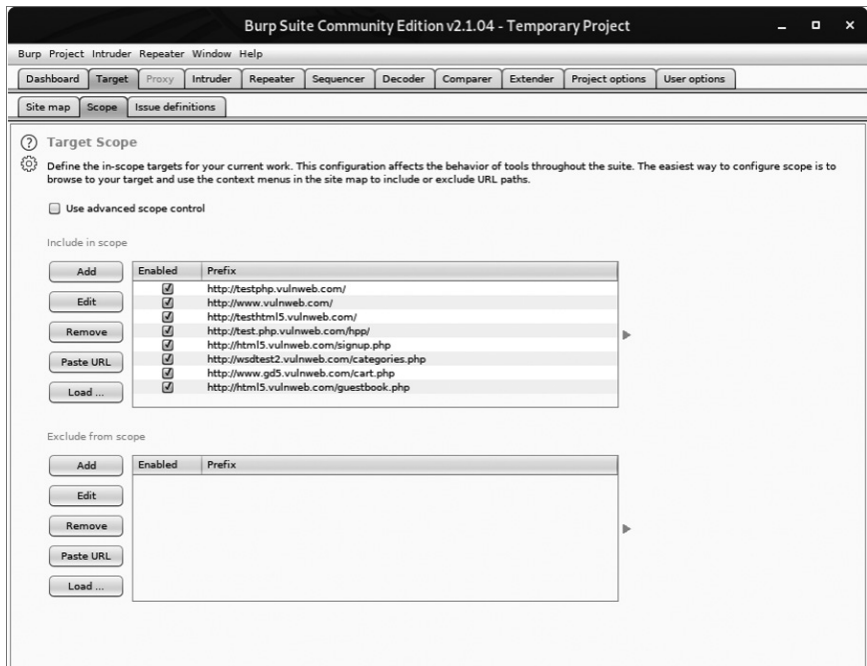 Burp Suite Community Edition v2.1.04 - Temporary Project
Burp Project Intruder Repeater Window Help
Dashboard Target Proxy Intruder Repeater Sequencer Decoder Comparer Extender Project options User options
Site map Scope Issue definitions
Target Scope
Define the in-scope targets for your current work. This configuration affects the behavior of tools throughout the suite. The easiest way to configure scope is to
browse to your target and use the context menus in the site map to include or exclude URL paths.
Use advanced scope control
Include in scope
Add
Edit
Remove
Paste URL
Load ...
Enabled Prefix
http://testphp.vulnweb.com/
http://www.vulnweb.com/
http://testhtml5.vulnweb.com/
http://test.php.vulnweb.com/hpp/
http://html5.vulnweb.com/signup.php
http://wsdtest2.vulnweb.com/categories.php
http://www.gd5.vulnweb.com/cart.php
http://html5.vulnweb.com/guestbook.php
Exclude from scope
Add
Edit
Remove
Paste URL
Load ...
Enabled Prefix